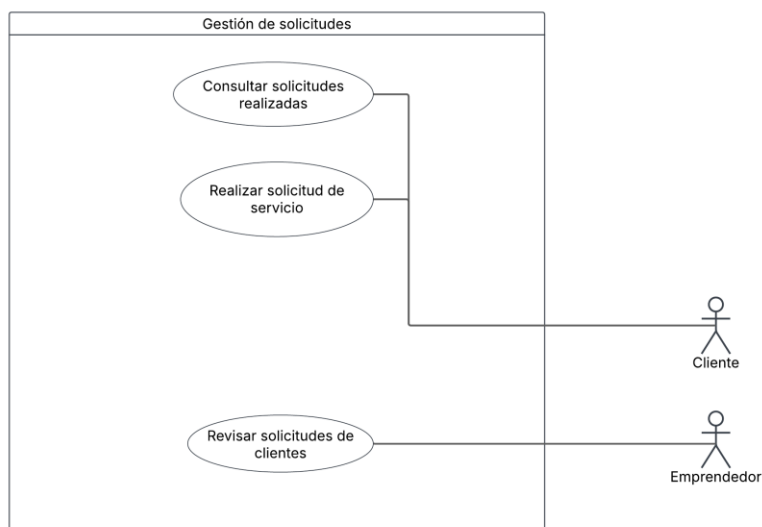 Gestión de solicitudes
Consultar solicitudes
realizadas
Realizar solicitud de
servicio
Cliente
Revisar solicitudes de
clientes
Emprendedor